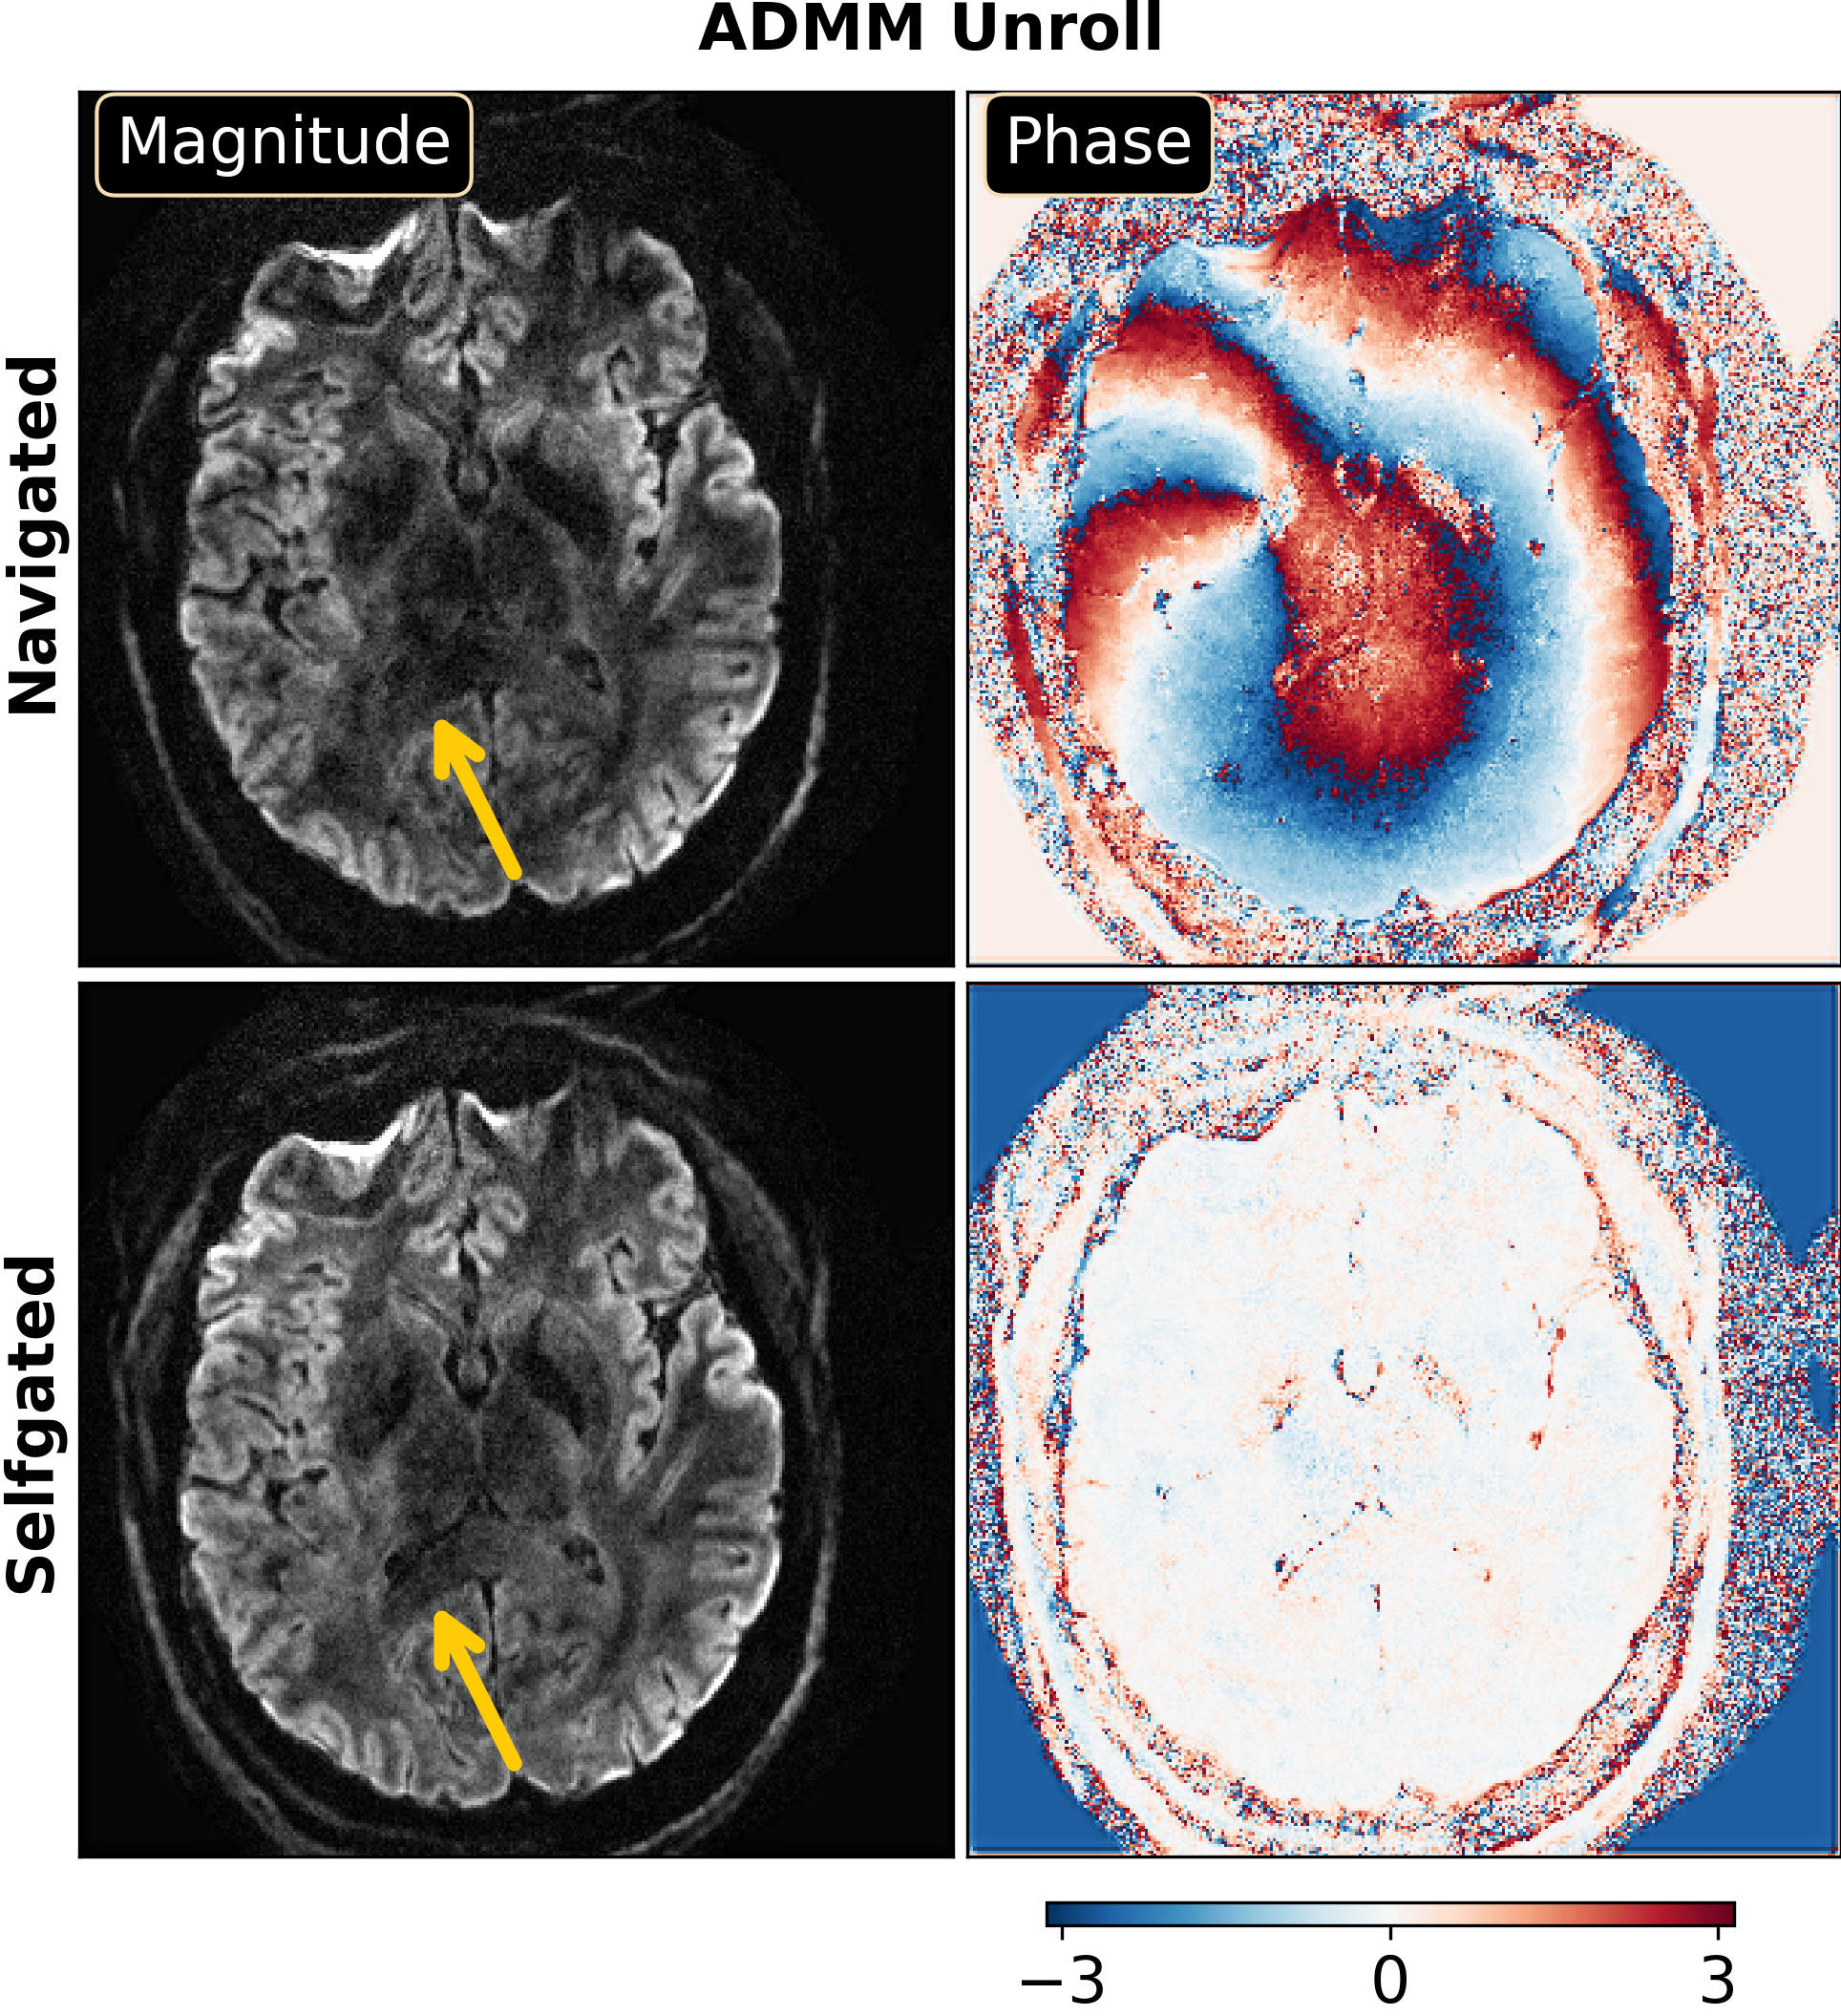 ADMM Unroll
Magnitude
Phase
Navigated
Selfgated
−3
0
3